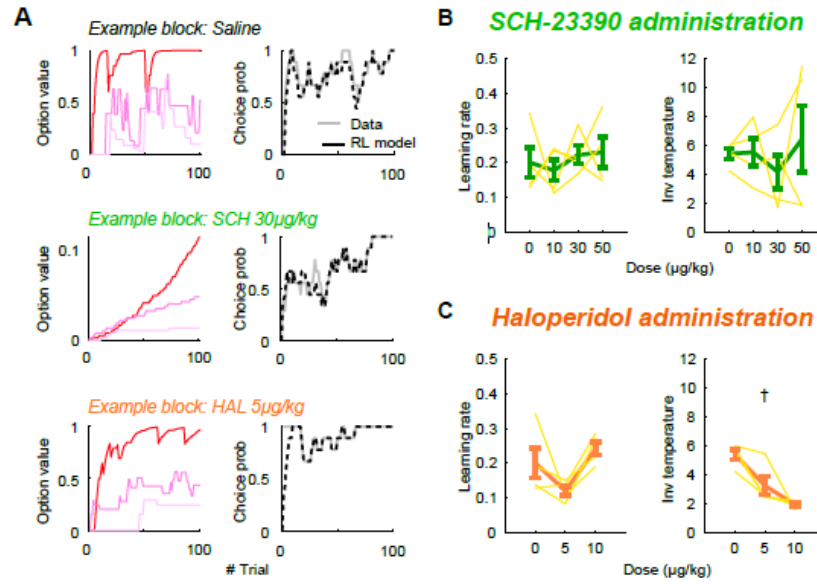 A
Example block: Saline
Option value
1
0.5
0
0
100
Choice prob
1
0.5
0
0
100
Data
RL model
Example block: SCH 30µg/kg
Option value
0.1
0
0
100
Choice prob
1
0.5
0
0
100
Example block: HAL 5µg/kg
Option value
1
0.5
0
0
100
Choice prob
1
0.5
0
0
100
# Trial
B
SCH-23390 administration
Learning rate
0.5
0.4
0.3
0.2
0.1
0 10 30 50
Inv temperature
12
10
8
6
4
2
0
0 10 30 50
Dose (µg/kg)
C
Haloperidol administration
Learning rate
0.5
0.4
0.3
0.2
0.1
0
0 5 10
Inv temperature
12
10
8
6
4
2
0
†
0 5 10
Dose (µg/kg)